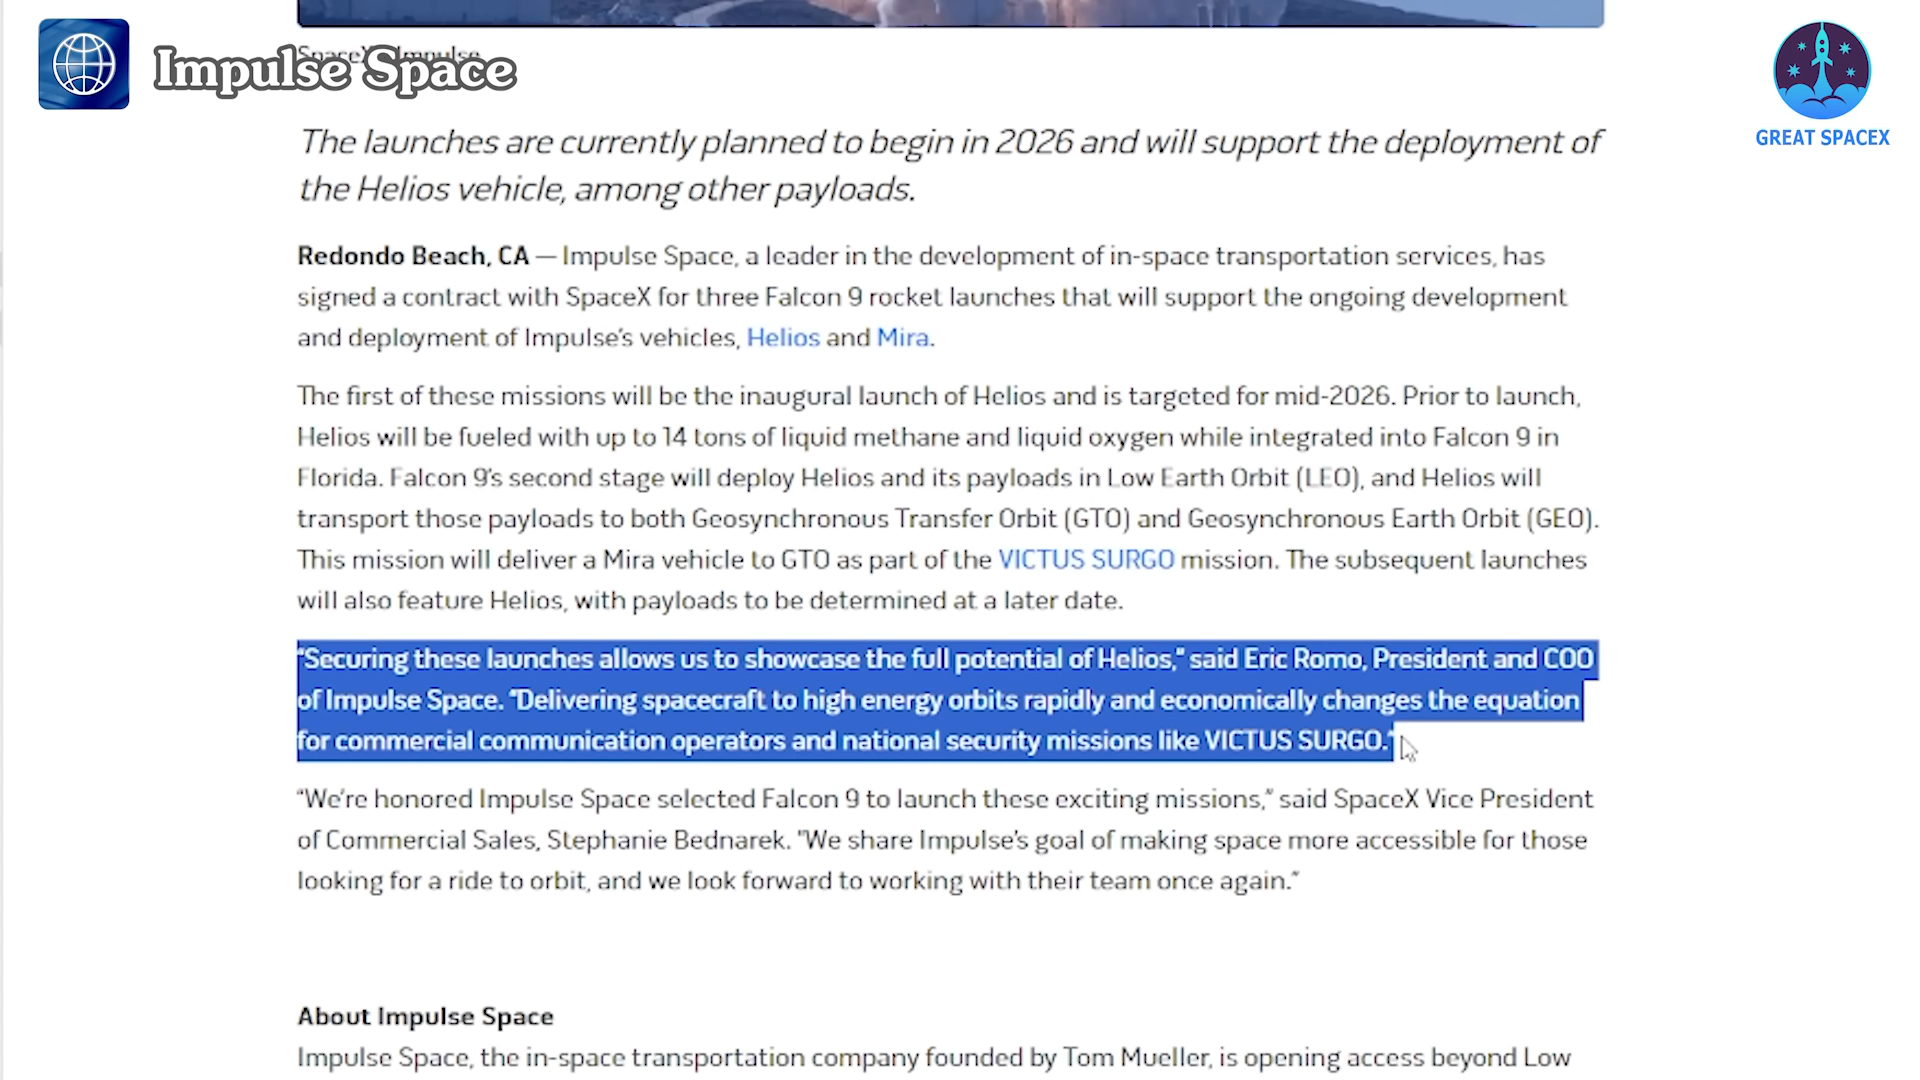 SpaceX Impulse
Impulse Space
GREAT SPACEX
The launches are currently planned to begin in 2026 and will support the deployment of
the Helios vehicle, among other payloads.
Redondo Beach, CA — Impulse Space, a leader in the development of in-space transportation services, has
signed a contract with SpaceX for three Falcon 9 rocket launches that will support the ongoing development
and deployment of Impulse's vehicles, Helios and Mira.
The first of these missions will be the inaugural launch of Helios and is targeted for mid-2026. Prior to launch,
Helios will be fueled with up to 14 tons of liquid methane and liquid oxygen while integrated into Falcon 9 in
Florida. Falcon 9's second stage will deploy Helios and its payloads in Low Earth Orbit (LEO), and Helios will
transport those payloads to both Geosynchronous Transfer Orbit (GTO) and Geosynchronous Earth Orbit (GEO).
This mission will deliver a Mira vehicle to GTO as part of the VICTUS SURGO mission. The subsequent launches
will also feature Helios, with payloads to be determined at a later date.
"Securing these launches allows us to showcase the full potential of Helios," said Eric Romo, President and COO
of Impulse Space. "Delivering spacecraft to high energy orbits rapidly and economically changes the equation
for commercial communication operators and national security missions like VICTUS SURGO."
"We're honored Impulse Space selected Falcon 9 to launch these exciting missions," said SpaceX Vice President
of Commercial Sales, Stephanie Bednarek. "We share Impulse's goal of making space more accessible for those
looking for a ride to orbit, and we look forward to working with their team once again."
About Impulse Space
Impulse Space, the in-space transportation company founded by Tom Mueller, is opening access beyond Low